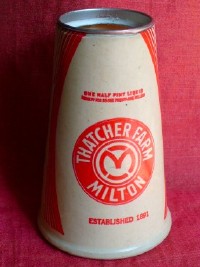 ONE HALF PINT LIQUID
THATCHER FARM
M
MILTON
ESTABLISHED 1891